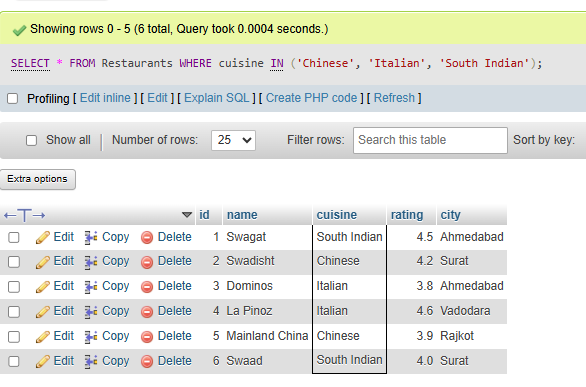 Showing rows 0 - 5 (6 total, Query took 0.0004 seconds.)
SELECT * FROM Restaurants WHERE cuisine IN ('Chinese', 'Italian', 'South Indian');
Profiling [ Edit inline ] [ Edit ] [ Explain SQL ] [ Create PHP code ] [ Refresh ]
Show all | Number of rows: 25 Filter rows: Search this table Sort by key:
Extra options
←T→ id name cuisine rating city
Edit Copy Delete 1 Swagat South Indian 4.5 Ahmedabad
Edit Copy Delete 2 Swadisht Chinese 4.2 Surat
Edit Copy Delete 3 Dominos Italian 3.8 Ahmedabad
Edit Copy Delete 4 La Pinoz Italian 4.6 Vadodara
Edit Copy Delete 5 Mainland China Chinese 3.9 Rajkot
Edit Copy Delete 6 Swaad South Indian 4.0 Surat